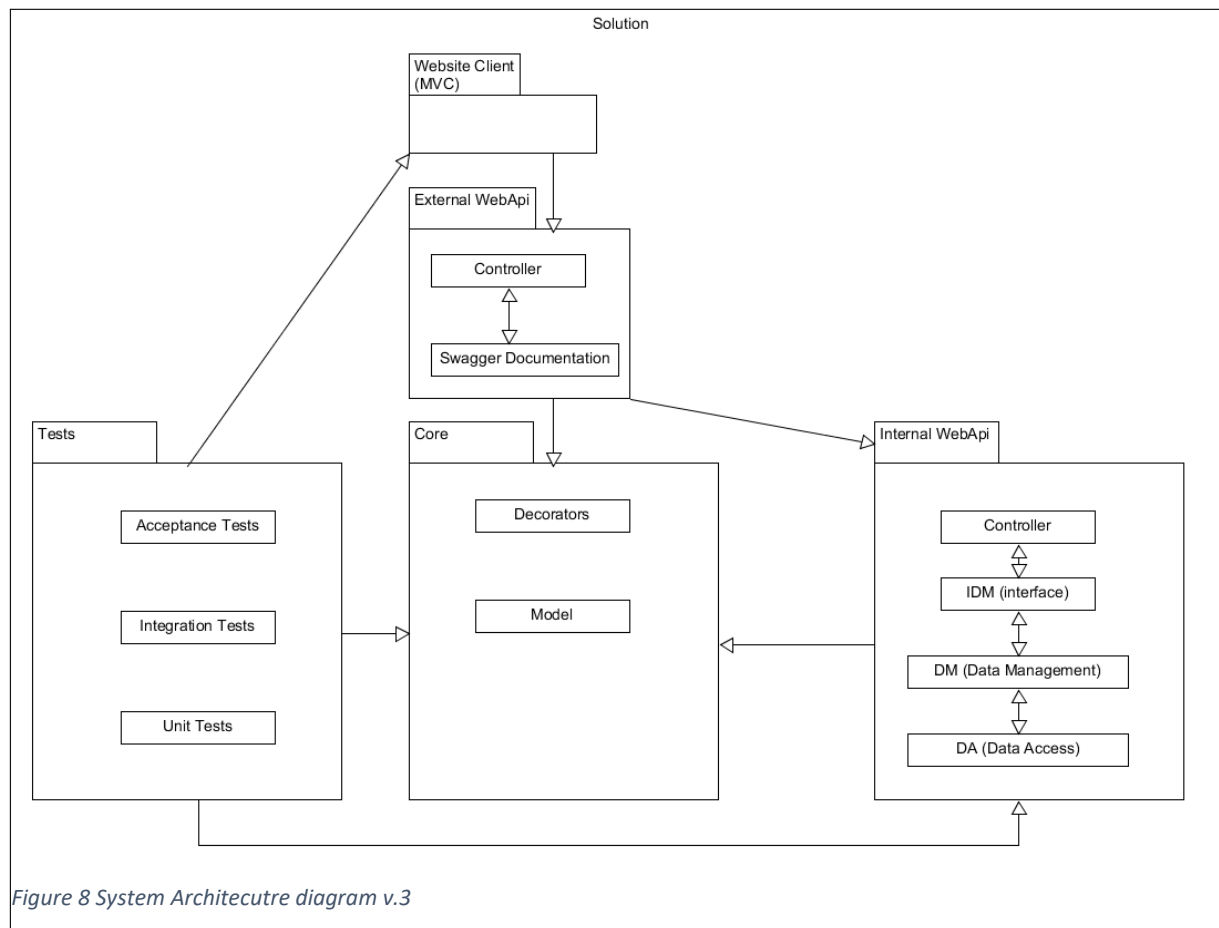 Solution
Website Client
(MVC)
External WebApi
Controller
Swagger Documentation
Tests
Core
Internal WebApi
Acceptance Tests
Decorators
Controller
IDM (interface)
Integration Tests
Model
DM (Data Management)
Unit Tests
DA (Data Access)
Figure 8 System Architecutre diagram v.3